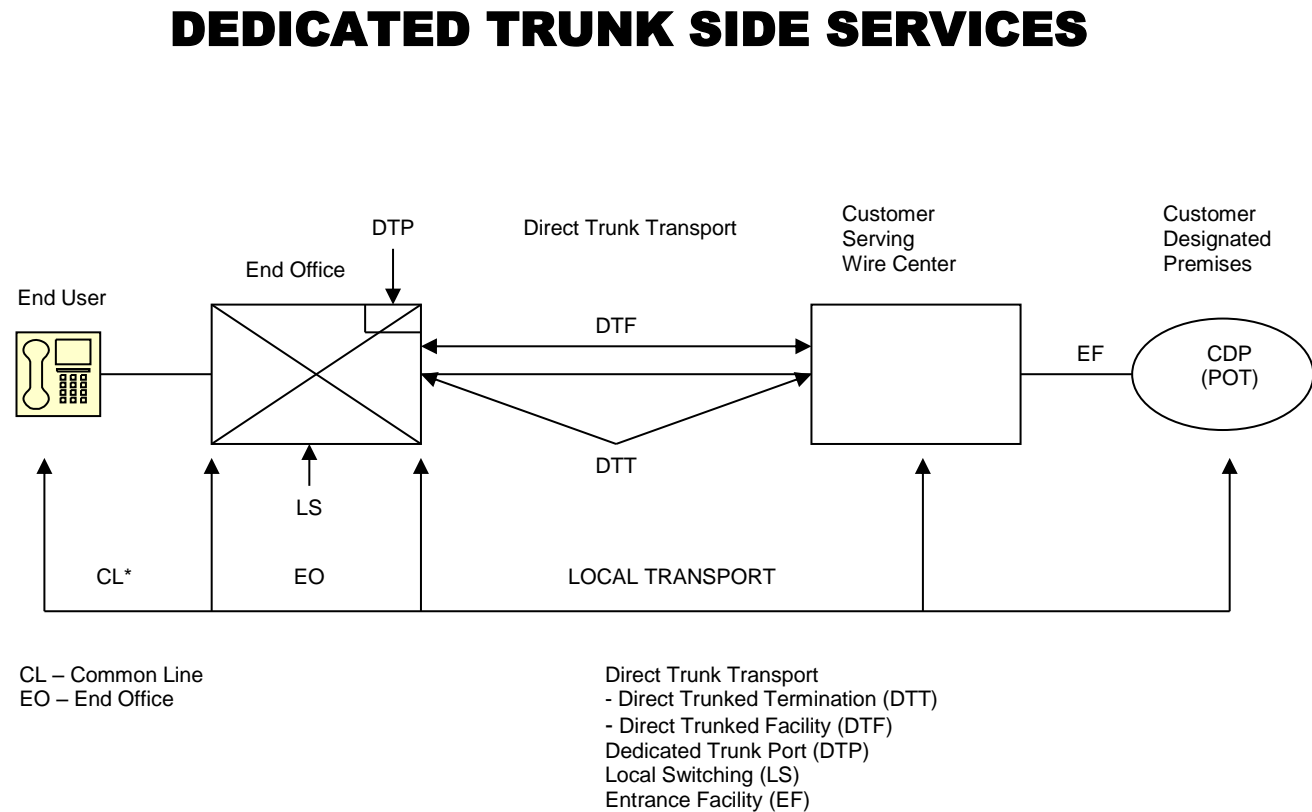 DEDICATED TRUNK SIDE SERVICES
DTP
Direct Trunk Transport
Customer
Serving
Wire Center
Customer
Designated
Premises
End Office
End User
DTF
EF
CDP
(POT)
DTT
LS
CL*
EO
LOCAL TRANSPORT
CL – Common Line
EO – End Office
Direct Trunk Transport
- Direct Trunked Termination (DTT)
- Direct Trunked Facility (DTF)
Dedicated Trunk Port (DTP)
Local Switching (LS)
Entrance Facility (EF)